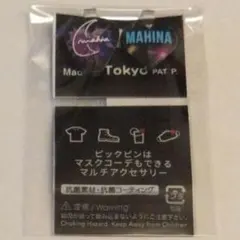 mahina
MAHINA
Tokyo PAT P.
ピックピンは
マスクコーデもできる
マルチアクセサリー
抗菌素材・抗菌コーティング
⚠ 警告 / Warning
Choking Hazard. Keep Away from Children